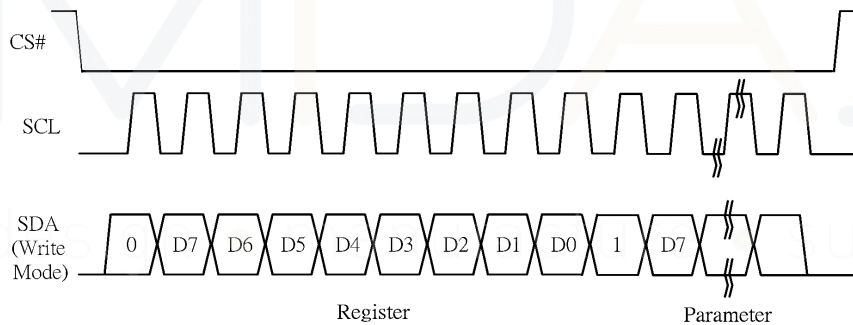 CS#
SCL
SDA
(Write
Mode)
0 D7 D6 D5 D4 D3 D2 D1 D0 1 D7
Register Parameter